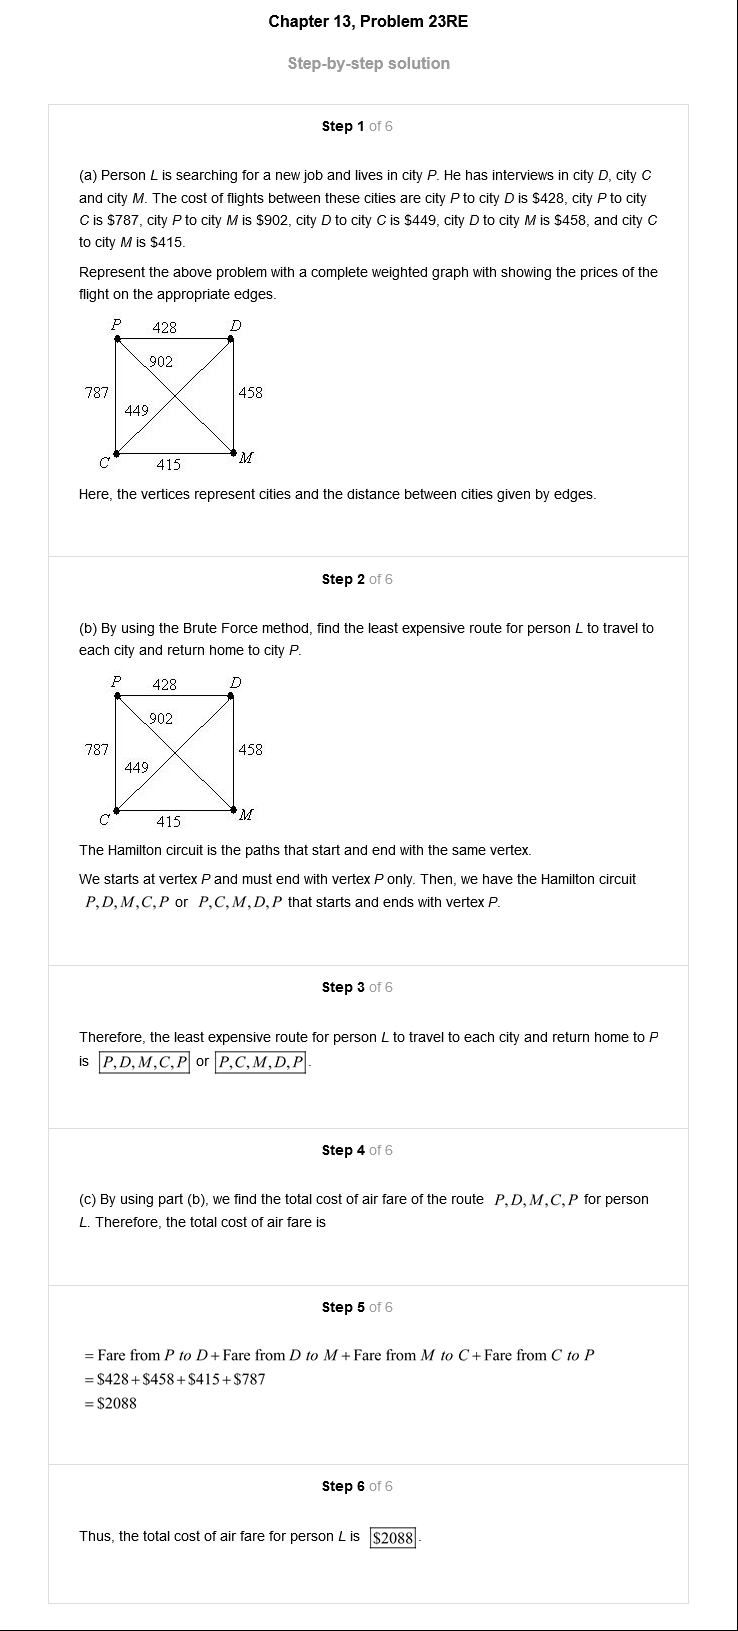 Chapter 13, Problem 23RE
Step-by-step solution
Step 1 of 6
(a) Person L is searching for a new job and lives in city P. He has interviews in city D, city C
and city M. The cost of flights between these cities are city P to city D is $428, city P to city
C is $787, city P to city M is $902, city D to city C is $449, city D to city M is $458, and city C
to city M is $415.
Represent the above problem with a complete weighted graph with showing the prices of the
flight on the appropriate edges.
P 428 D
902
787 458
449
C 415 M
Here, the vertices represent cities and the distance between cities given by edges.
Step 2 of 6
(b) By using the Brute Force method, find the least expensive route for person L to travel to
each city and return home to city P.
P 428 D
902
787 458
449
C 415 M
The Hamilton circuit is the paths that start and end with the same vertex.
We starts at vertex P and must end with vertex P only. Then, we have the Hamilton circuit
P, D, M, C, P or P, C, M, D, P that starts and ends with vertex P.
Step 3 of 6
Therefore, the least expensive route for person L to travel to each city and return home to P
is P, D, M, C, P or P, C, M, D, P.
Step 4 of 6
(c) By using part (b), we find the total cost of air fare of the route P, D, M, C, P for person
L. Therefore, the total cost of air fare is
Step 5 of 6
= Fare from P to D + Fare from D to M + Fare from M to C + Fare from C to P
= $428 + $458 + $415 + $787
= $2088
Step 6 of 6
Thus, the total cost of air fare for person L is $2088.